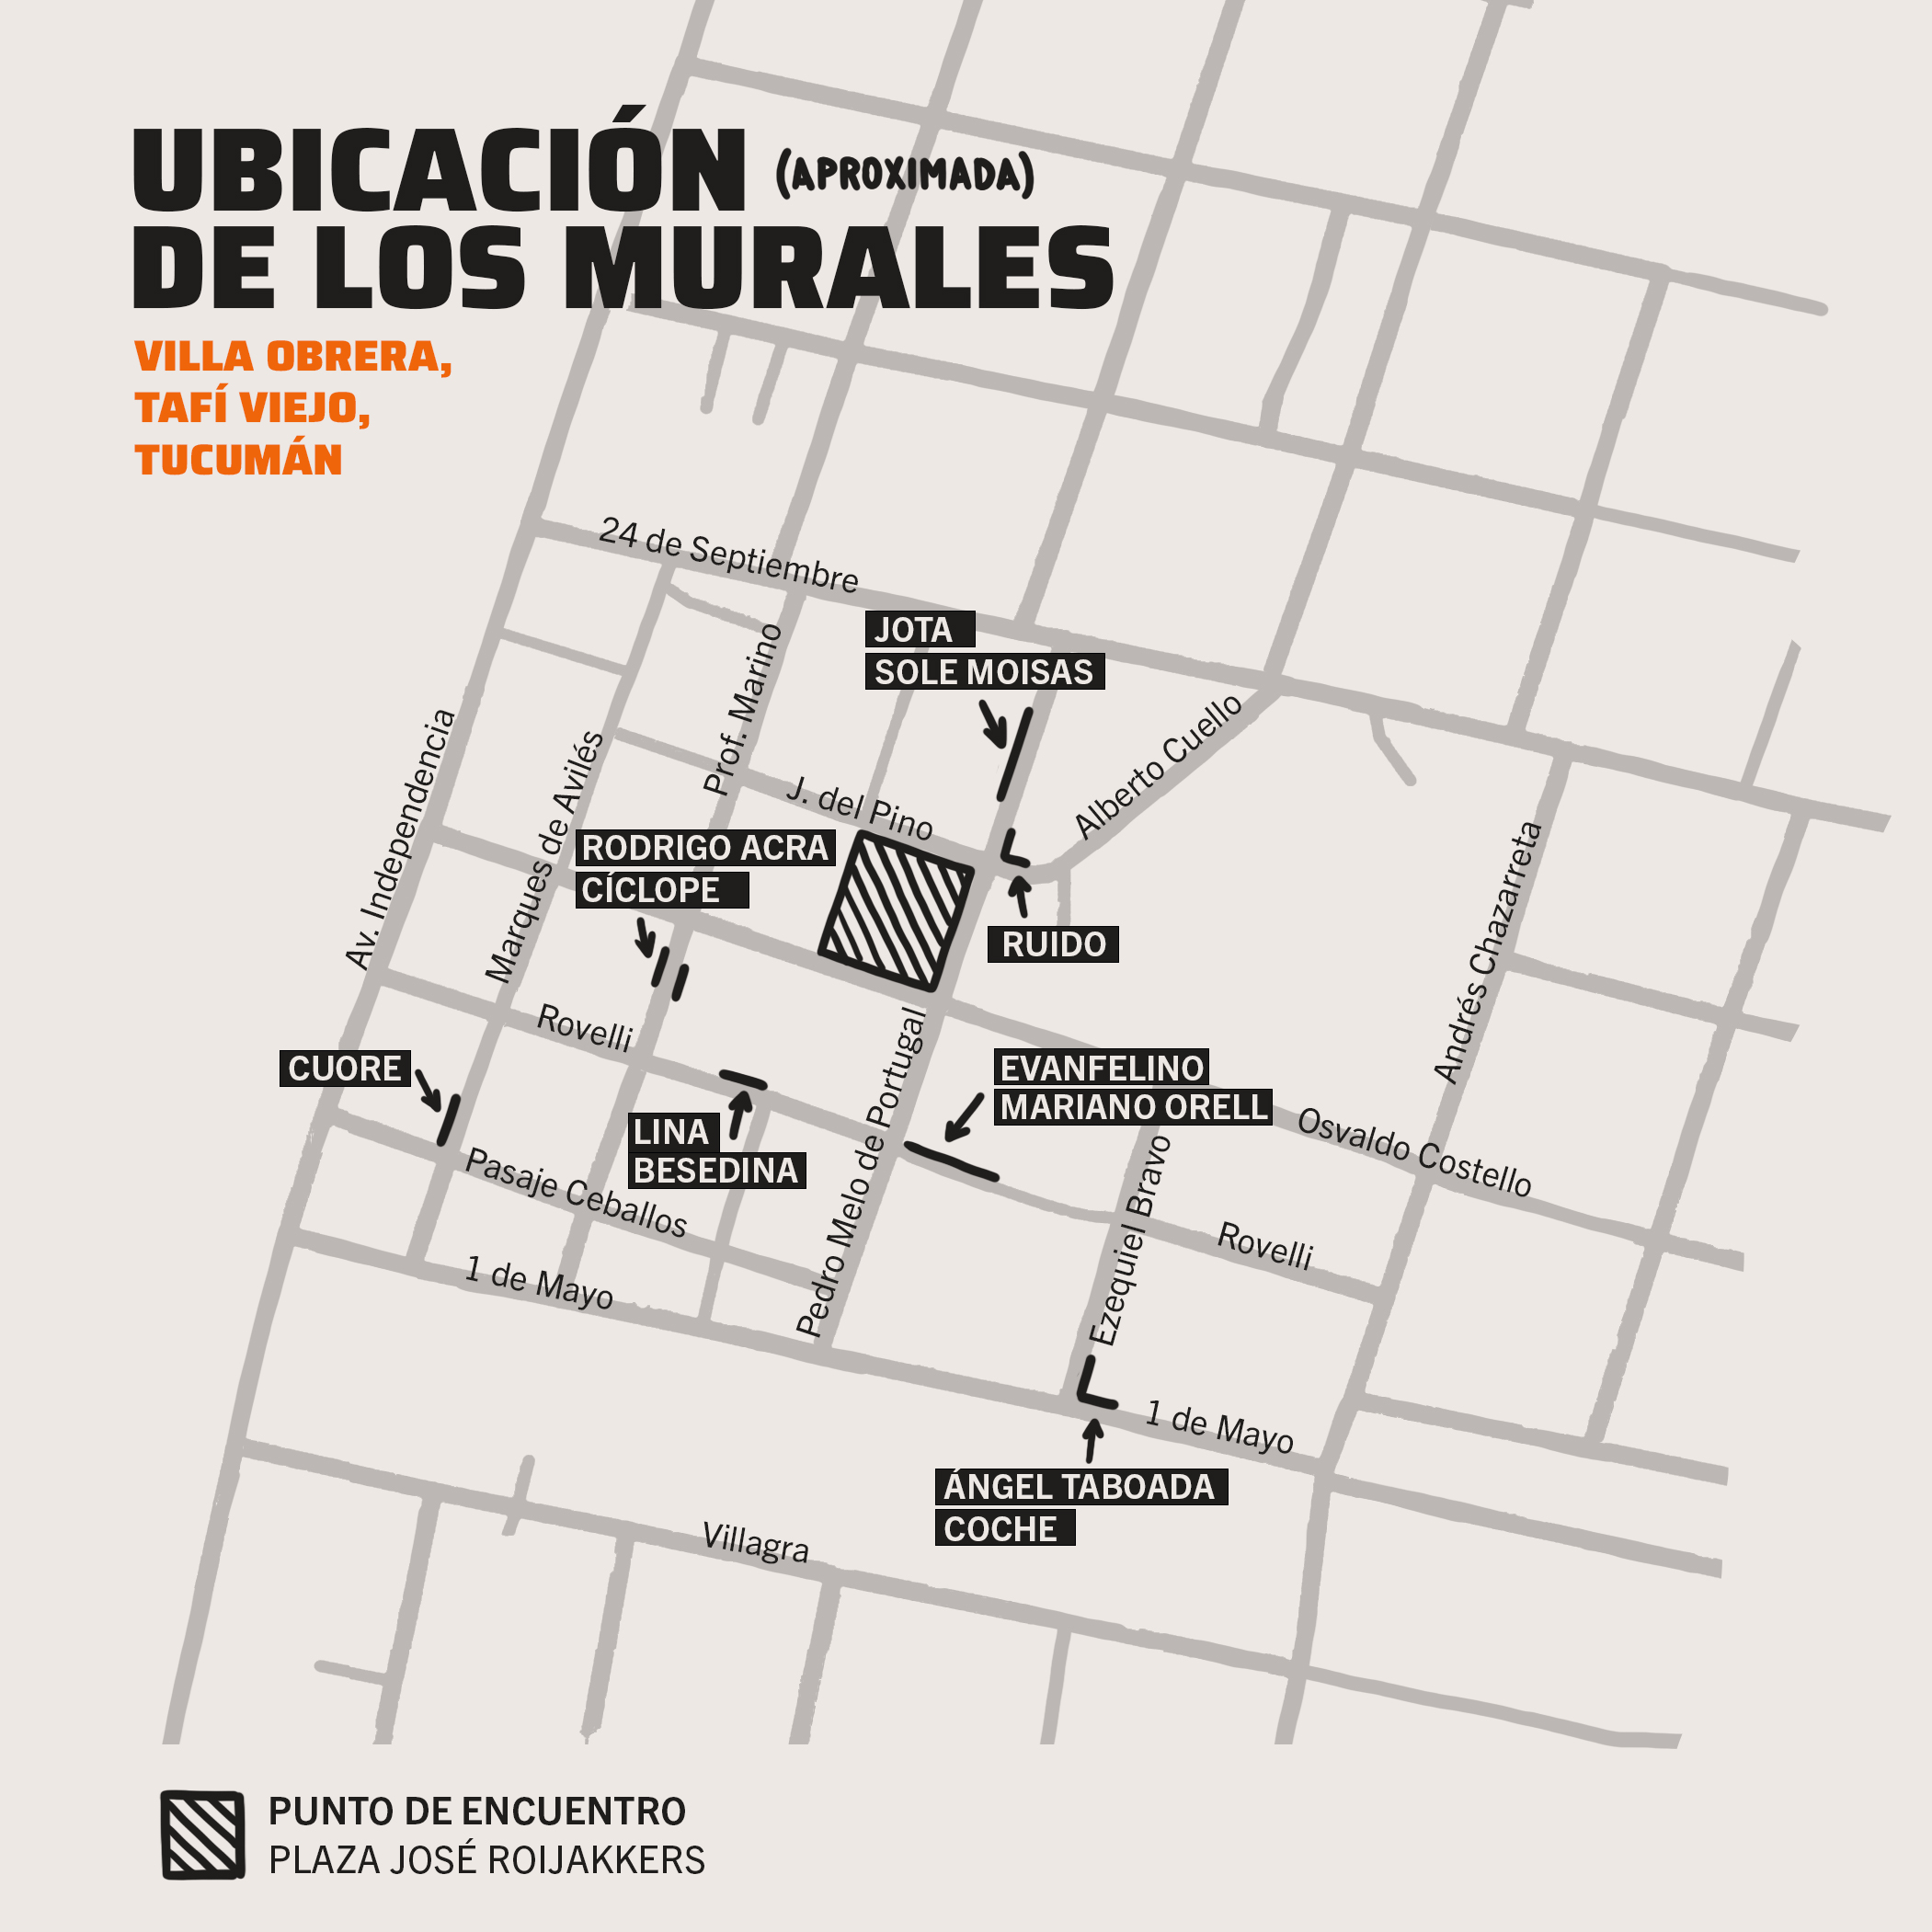 UBICACIÓN (APROXIMADA)
DE LOS MURALES
VILLA OBRERA,
TAFÍ VIEJO,
TUCUMÁN
24 de Septiembre
JOTA
SOLE MOISAS
Prof. Marino
Av. Independencia
Marques de Avilés
J. del Pino
Alberto Cuello
RODRIGO ACRA
CÍCLOPE
RUIDO
Andrés Chazarreta
Rovelli
CUORE
EVANFELINO
MARIANO ORELL
LINA
BESEDINA
Pedro Melo de Portugal
Osvaldo Costello
Pasaje Ceballos
Ezequiel Bravo
Rovelli
1 de Mayo
1 de Mayo
ÁNGEL TABOADA
COCHE
Villagra
PUNTO DE ENCUENTRO
PLAZA JOSÉ ROIJAKKERS